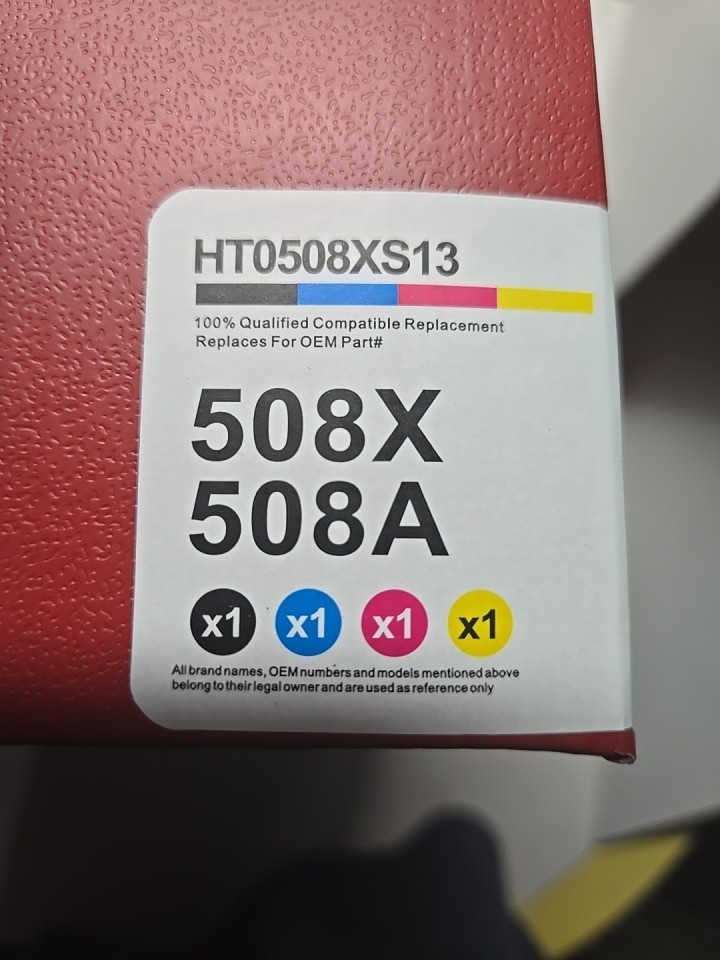 HT0508XS13
100% Qualified Compatible Replacement
Replaces For OEM Part#
508X
508A
x1 x1 x1 x1
All brand names, OEM numbers and models mentioned above
belong to their legal owner and are used as reference only